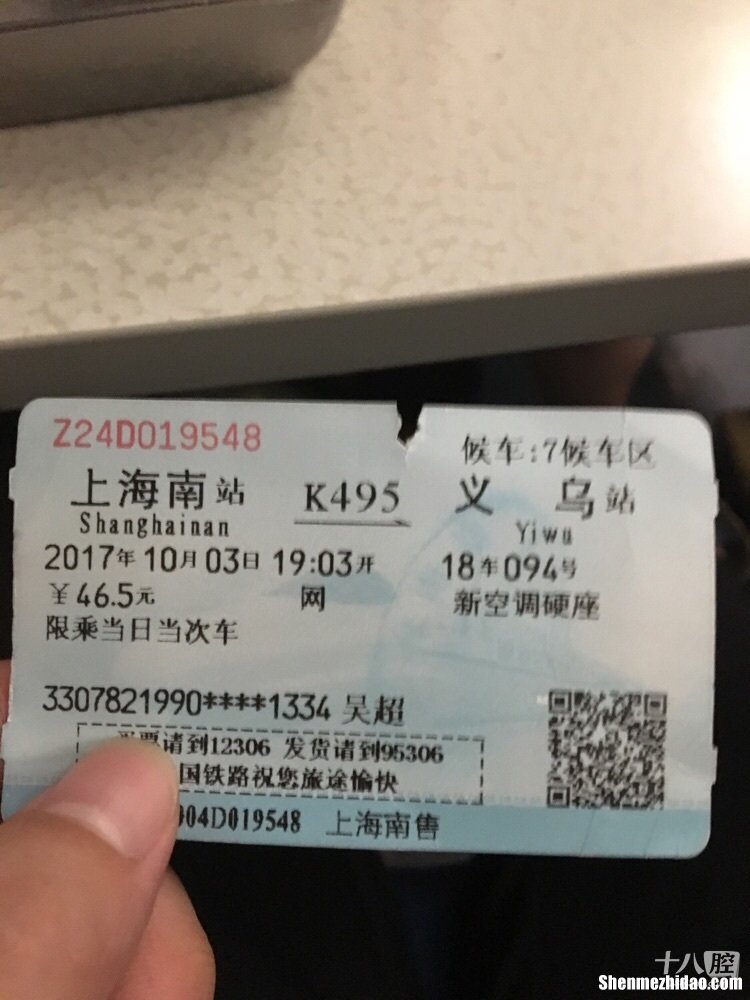 Z24D019548
候车:7候车区
上海南站 K495 义乌站
Shanghainan Yiwu
2017年10月03日 19:03开 18车094号
￥46.5元 网 新空调硬座
限乘当日当次车
3307821990****1334 吴超
票请到12306 发货请到95306
国铁路祝您旅途愉快
04D019548 上海南售
十八腔
Shenmezhidao.com